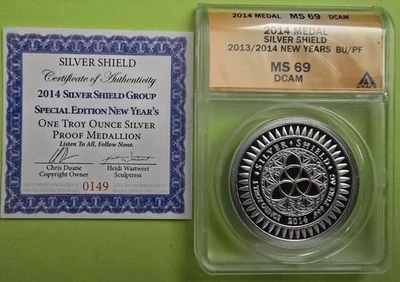 SILVER SHIELD
Certificate of Authenticity
2014 SILVER SHIELD GROUP
SPECIAL EDITION NEW YEAR'S
ONE TROY OUNCE SILVER
PROOF MEDALLION
Listen To All, Follow None.
Chris Duane
Copyright Owner
Heidi Wastweet
Sculptress
0149
2014 MEDAL MS 69 DCAM
2014 MEDAL
SILVER SHIELD
2013/2014 NEW YEARS BU/PF
MS 69
DCAM
SILVER SHIELD
2014